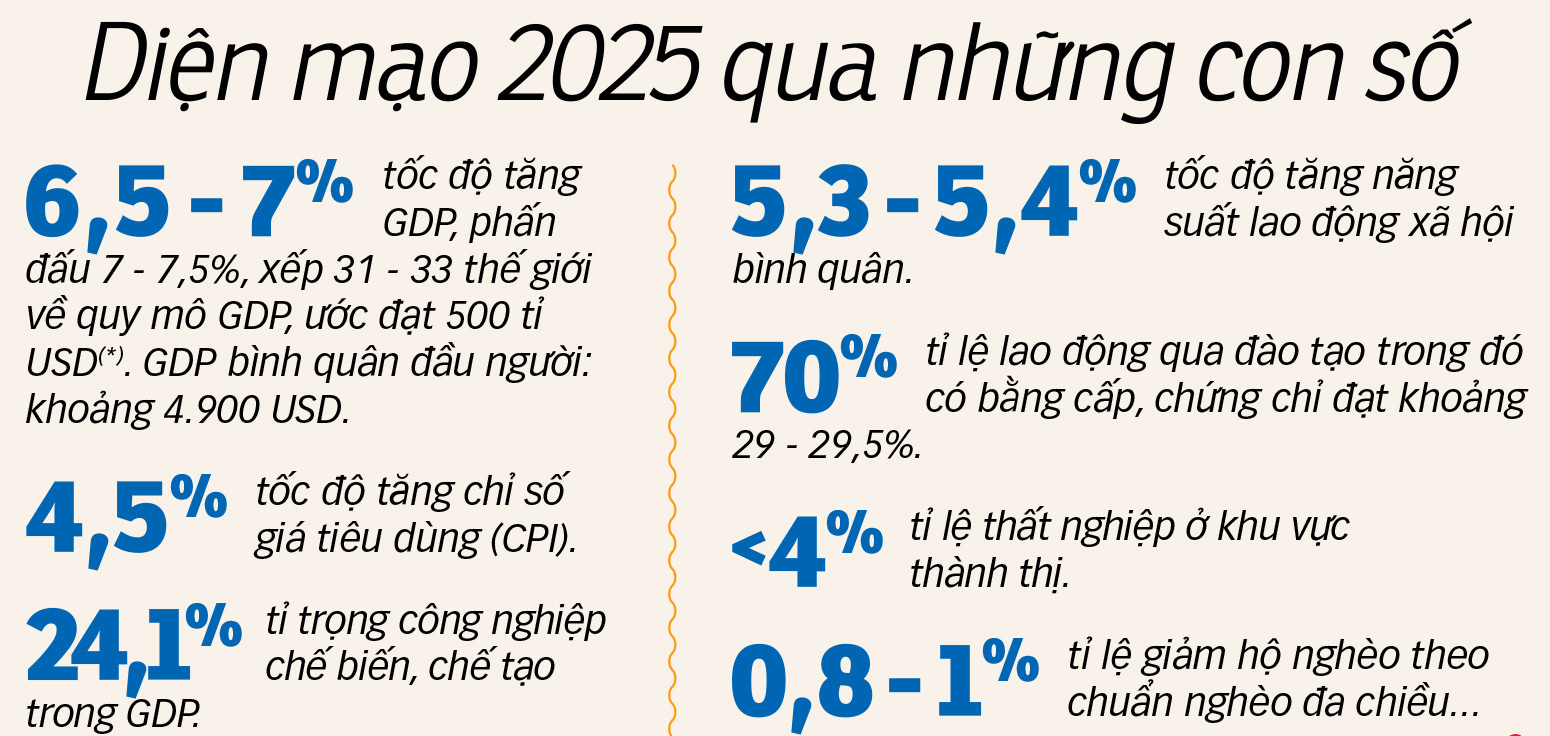 Diện mạo 2025 qua những con số
6,5 - 7% tốc độ tăng
GDP, phấn
đấu 7 - 7,5%, xếp 31 - 33 thế giới
về quy mô GDP, ước đạt 500 tỉ
USD(*). GDP bình quân đầu người:
khoảng 4.900 USD.
4,5% tốc độ tăng chỉ số
giá tiêu dùng (CPI).
24,1% tỉ trọng công nghiệp
chế biến, chế tạo
trong GDP.
5,3 - 5,4% tốc độ tăng năng
suất lao động xã hội
bình quân.
70% tỉ lệ lao động qua đào tạo trong đó
có bằng cấp, chứng chỉ đạt khoảng
29 - 29,5%.
<4% tỉ lệ thất nghiệp ở khu vực
thành thị.
0,8 - 1% tỉ lệ giảm hộ nghèo theo
chuẩn nghèo đa chiều...